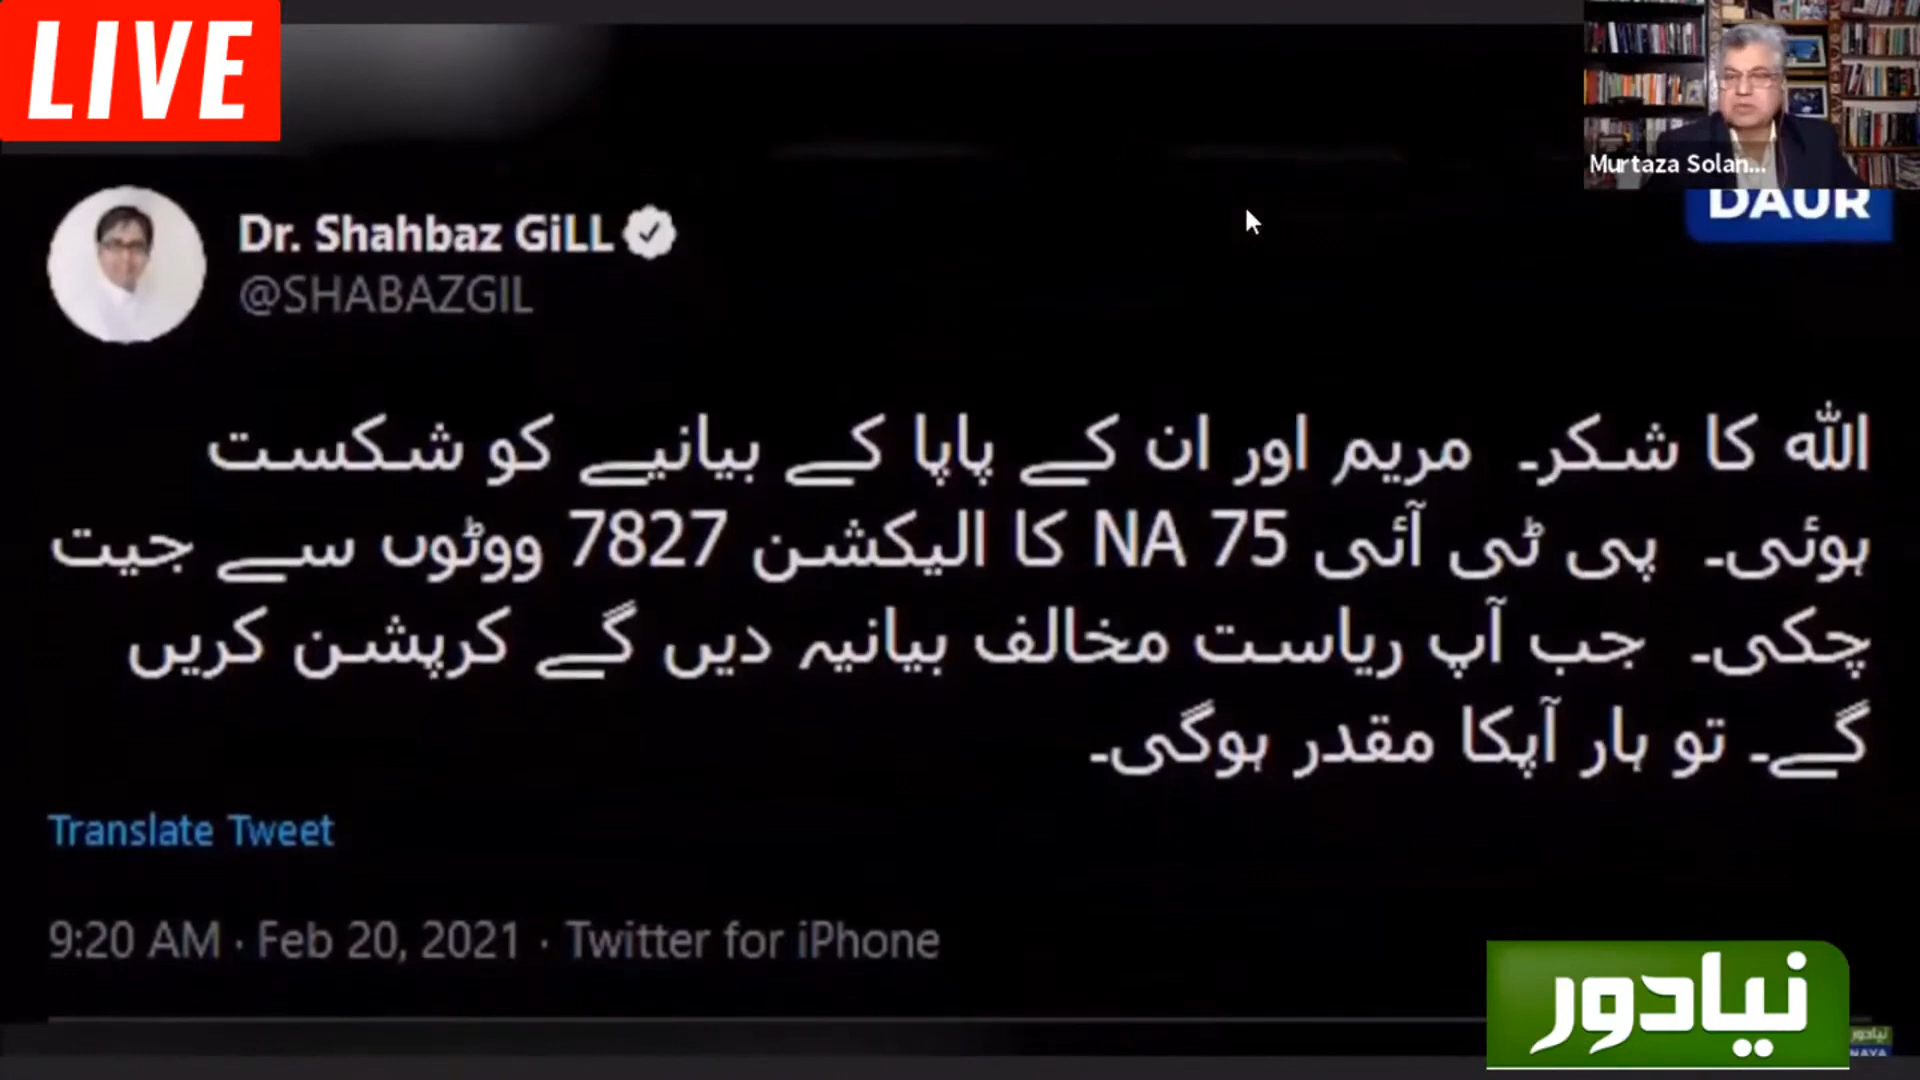 LIVE
Murtaza Solan...
DAUR
Dr. Shahbaz GiLL
@SHABAZGIL
اللہ کا شکر۔ مریم اور ان کے پاپا کے بیانیے کو شکست
ہوئی۔ پی ٹی آئی NA 75 کا الیکشن 7827 ووٹوں سے جیت
چکی۔ جب آپ ریاست مخالف بیانیہ دیں گے کرپشن کریں
گے۔ تو ہار آپکا مقدر ہوگی۔
Translate Tweet
9:20 AM · Feb 20, 2021 · Twitter for iPhone
نیادور
نیادور
NAYA